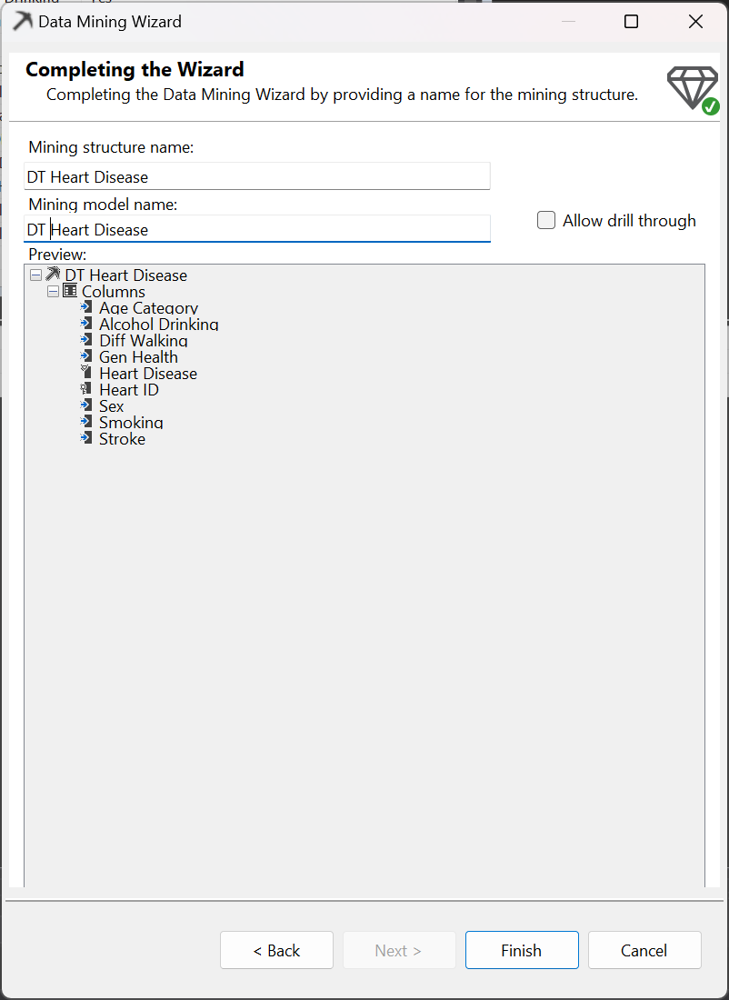 Data Mining Wizard
Completing the Wizard
Completing the Data Mining Wizard by providing a name for the mining structure.
Mining structure name:
DT Heart Disease
Mining model name:
DT Heart Disease
Allow drill through
Preview:
DT Heart Disease
Columns
Age Category
Alcohol Drinking
Diff Walking
Gen Health
Heart Disease
Heart ID
Sex
Smoking
Stroke
< Back
Next >
Finish
Cancel